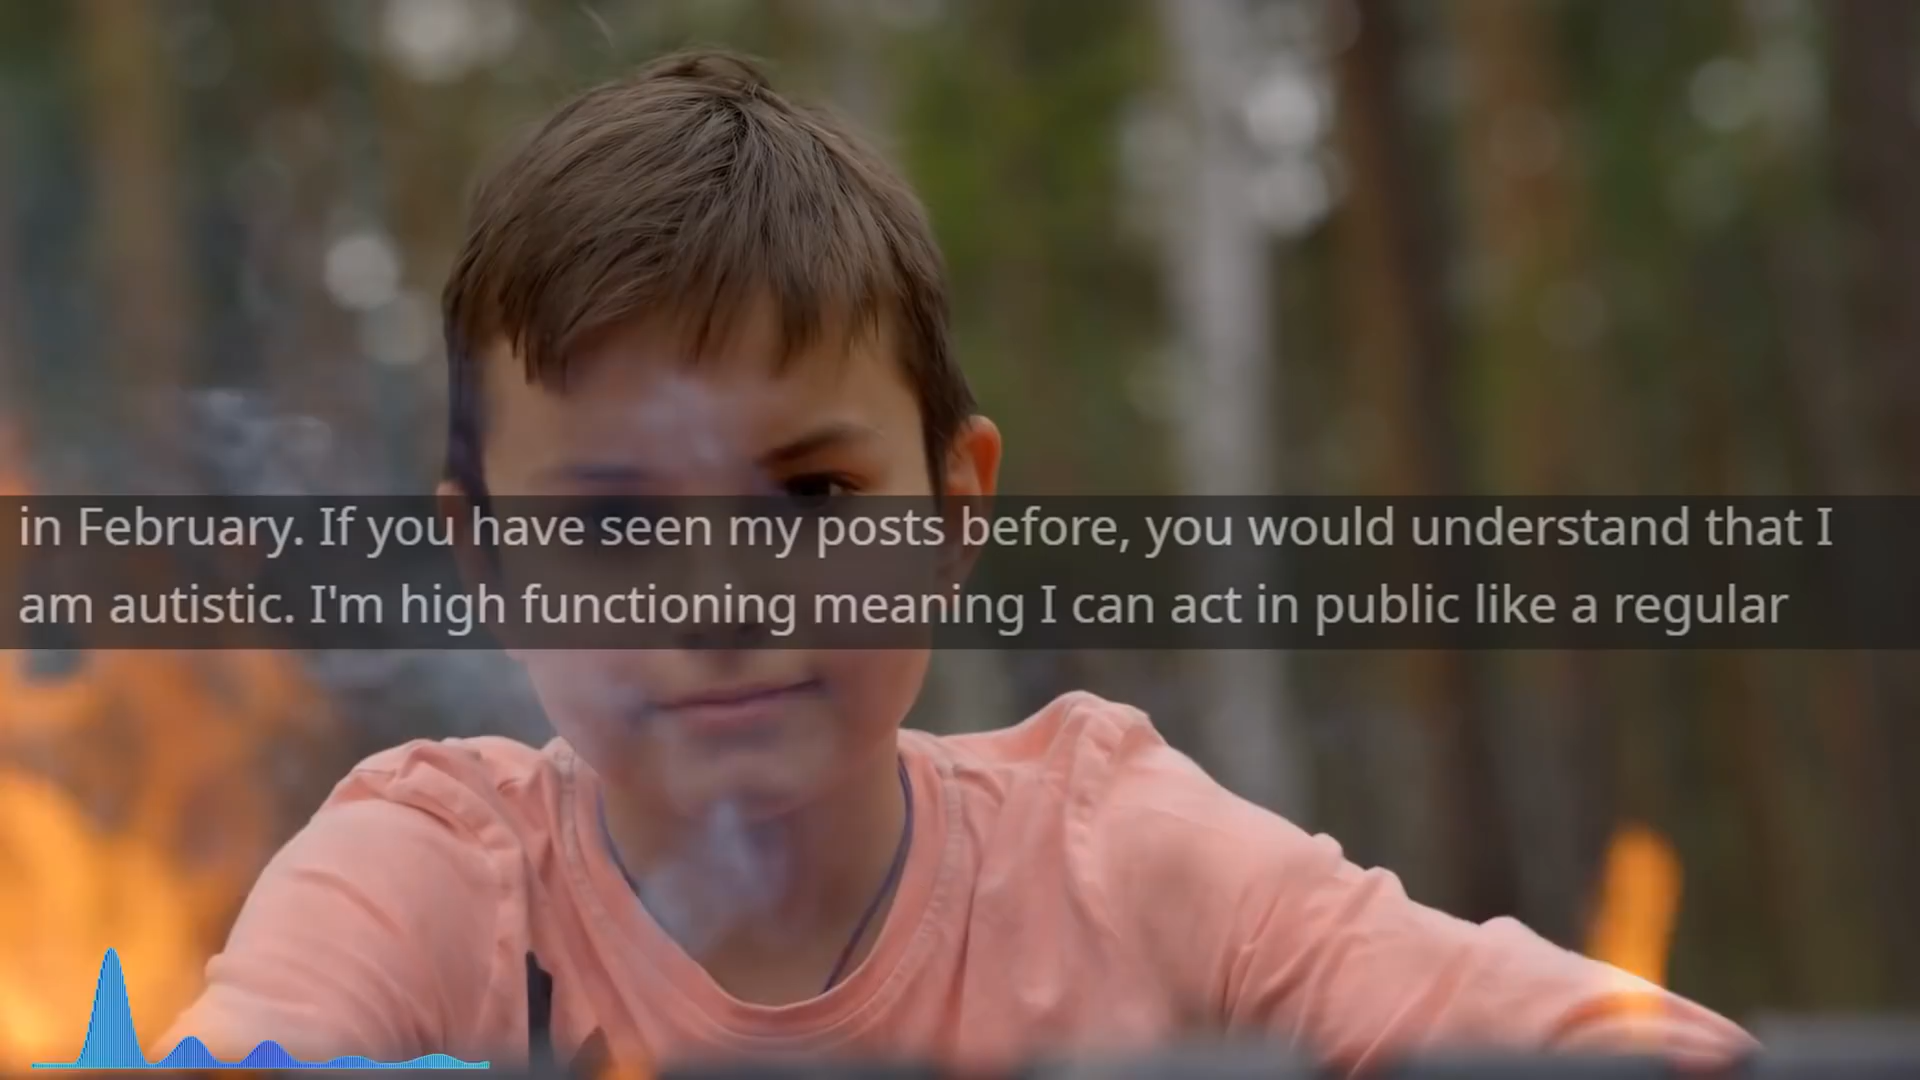 in February. If you have seen my posts before, you would understand that I
am autistic. I'm high functioning meaning I can act in public like a regular